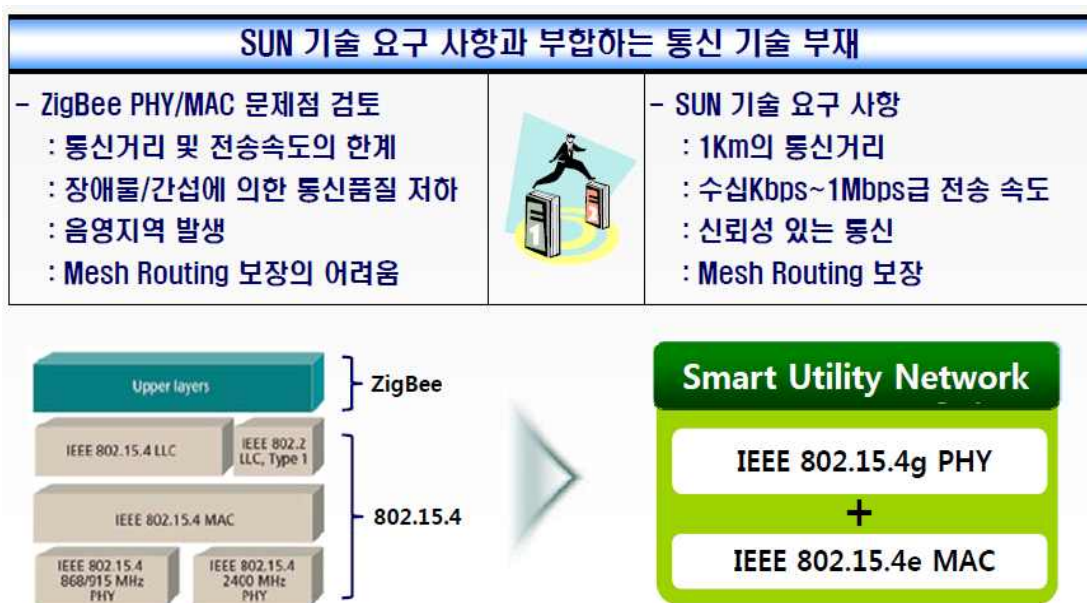 SUN 기술 요구 사항과 부합하는 통신 기술 부재
- ZigBee PHY/MAC 문제점 검토
: 통신거리 및 전송속도의 한계
: 장애물/간섭에 의한 통신품질 저하
: 음영지역 발생
: Mesh Routing 보장의 어려움
1
2
- SUN 기술 요구 사항
: 1Km의 통신거리
: 수십Kbps~1Mbps급 전송 속도
: 신뢰성 있는 통신
: Mesh Routing 보장
Upper layers
ZigBee
IEEE 802.15.4 LLC
IEEE 802.2
LLC, Type 1
IEEE 802.15.4 MAC
802.15.4
IEEE 802.15.4
868/915 MHz
PHY
IEEE 802.15.4
2400 MHz
PHY
Smart Utility Network
IEEE 802.15.4g PHY
+
IEEE 802.15.4e MAC